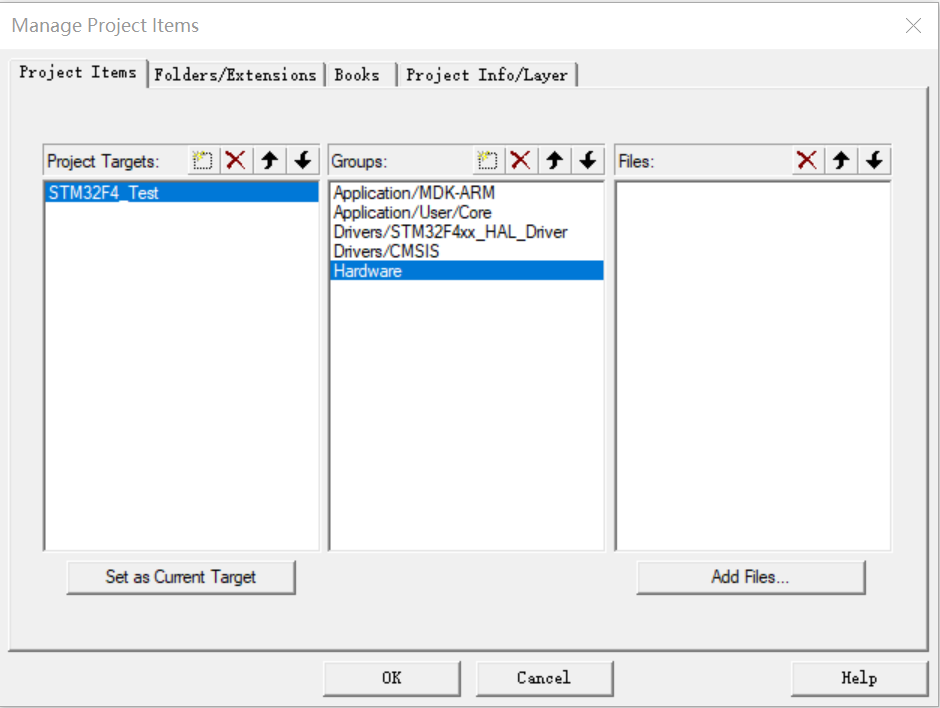 Manage Project Items
Project Items Folders/Extensions Books Project Info/Layer
Project Targets: Groups: Files:
STM32F4_Test
Application/MDK-ARM
Application/User/Core
Drivers/STM32F4xx_HAL_Driver
Drivers/CMSIS
Hardware
Set as Current Target Add Files...
OK Cancel Help